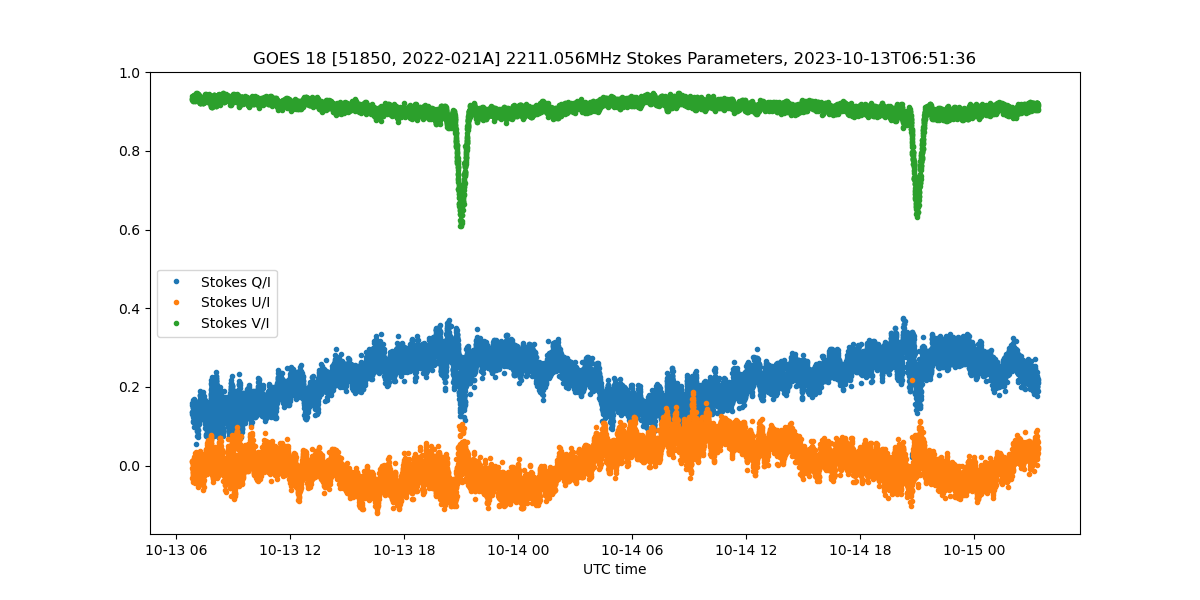 GOES 18 [51850, 2022-021A] 2211.056MHz Stokes Parameters, 2023-10-13T06:51:36
1.0
0.8
0.6
0.4
0.2
0.0
Stokes Q/I
Stokes U/I
Stokes V/I
10-13 06 10-13 12 10-13 18 10-14 00 10-14 06 10-14 12 10-14 18 10-15 00
UTC time